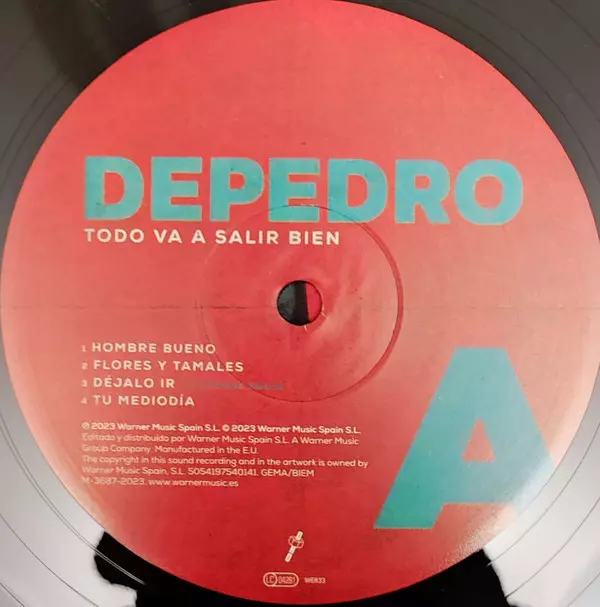 DEPEDRO
TODO VA A SALIR BIEN
1 HOMBRE BUENO
2 FLORES Y TAMALES
3 DÉJALO IR
4 TU MEDIODÍA
℗ 2023 Warner Music Spain S.L. © 2023 Warner Music Spain S.L.
Editado y distribuido por Warner Music Spain S.L. A Warner Music
Group Company. Manufactured in the E.U.
The copyright in this sound recording and in the artwork is owned by
Warner Music Spain, S.L. 5054197540141. GEMA/BIEM
M-3687-2023. www.warnermusic.es
A
LC 04281 WE833